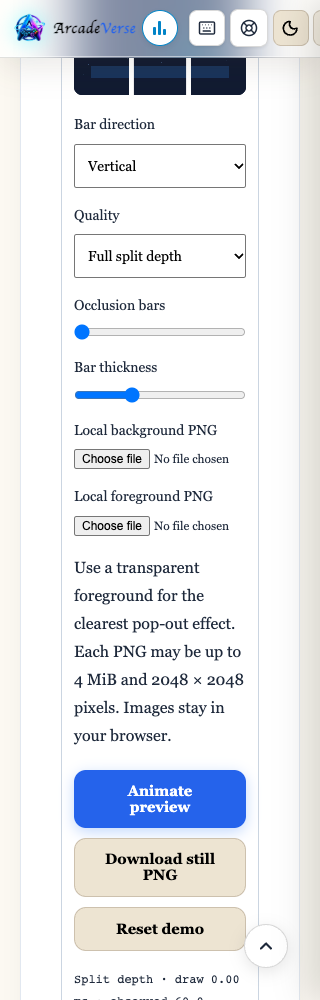 ArcadeVerse
Bar direction
Vertical
Quality
Full split depth
Occlusion bars
Bar thickness
Local background PNG
Choose file No file chosen
Local foreground PNG
Choose file No file chosen
Use a transparent
foreground for the
clearest pop-out effect.
Each PNG may be up to
4 MiB and 2048 × 2048
pixels. Images stay in
your browser.
Animate
preview
Download still
PNG
Reset demo
Split depth · draw 0.00